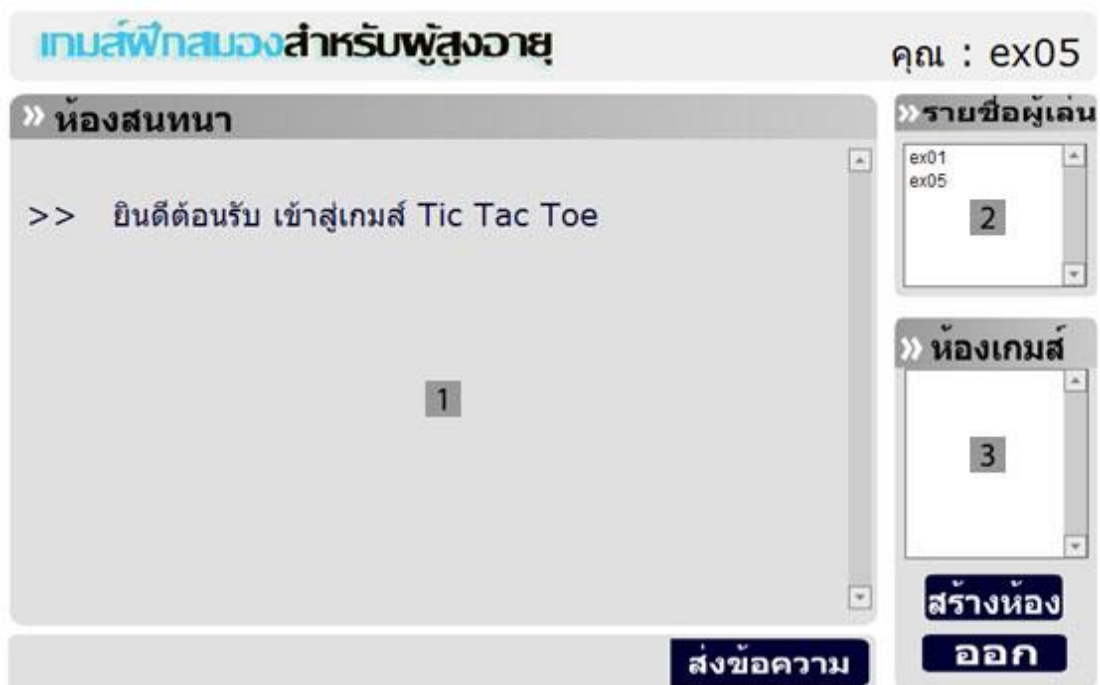 เกมส์ฝึกสมองสำหรับผู้สูงอายุ
คุณ : ex05
» ห้องสนทนา
>> ยินดีต้อนรับ เข้าสู่เกมส์ Tic Tac Toe
1
ส่งข้อความ
» รายชื่อผู้เล่น
ex01
ex05
2
» ห้องเกมส์
3
สร้างห้อง
ออก